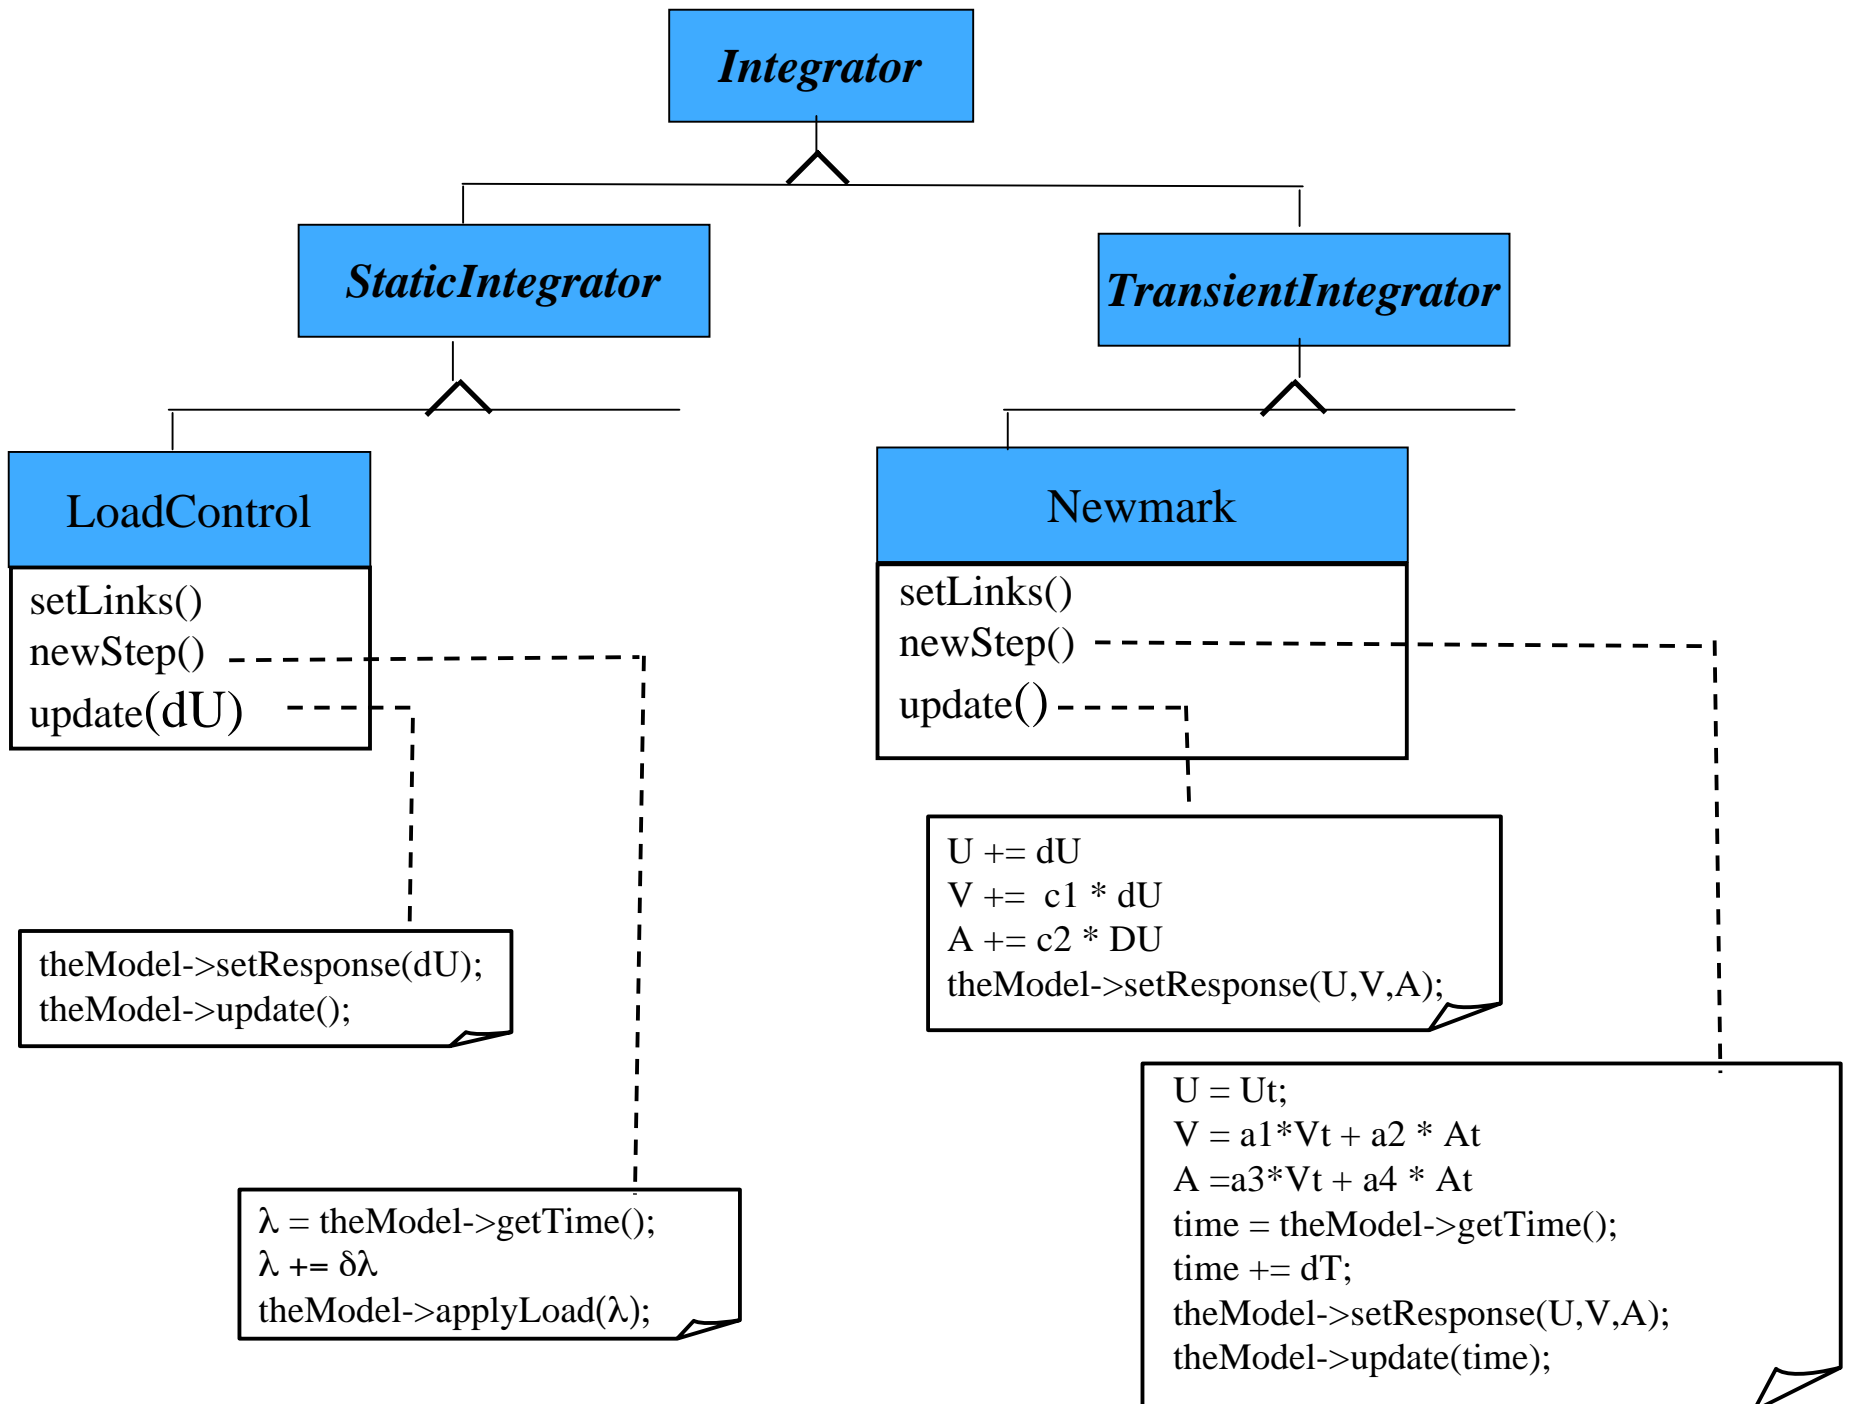 Integrator
StaticIntegrator
TransientIntegrator
LoadControl
setLinks()
newStep()
update(dU)
Newmark
setLinks()
newStep()
update()
U += dU
V += c1 * dU
A += c2 * DU
theModel->setResponse(U,V,A);
theModel->setResponse(dU);
theModel->update();
λ = theModel->getTime();
λ += δλ
theModel->applyLoad(λ);
U = Ut;
V = a1*Vt + a2 * At
A =a3*Vt + a4 * At
time = theModel->getTime();
time += dT;
theModel->setResponse(U,V,A);
theModel->update(time);